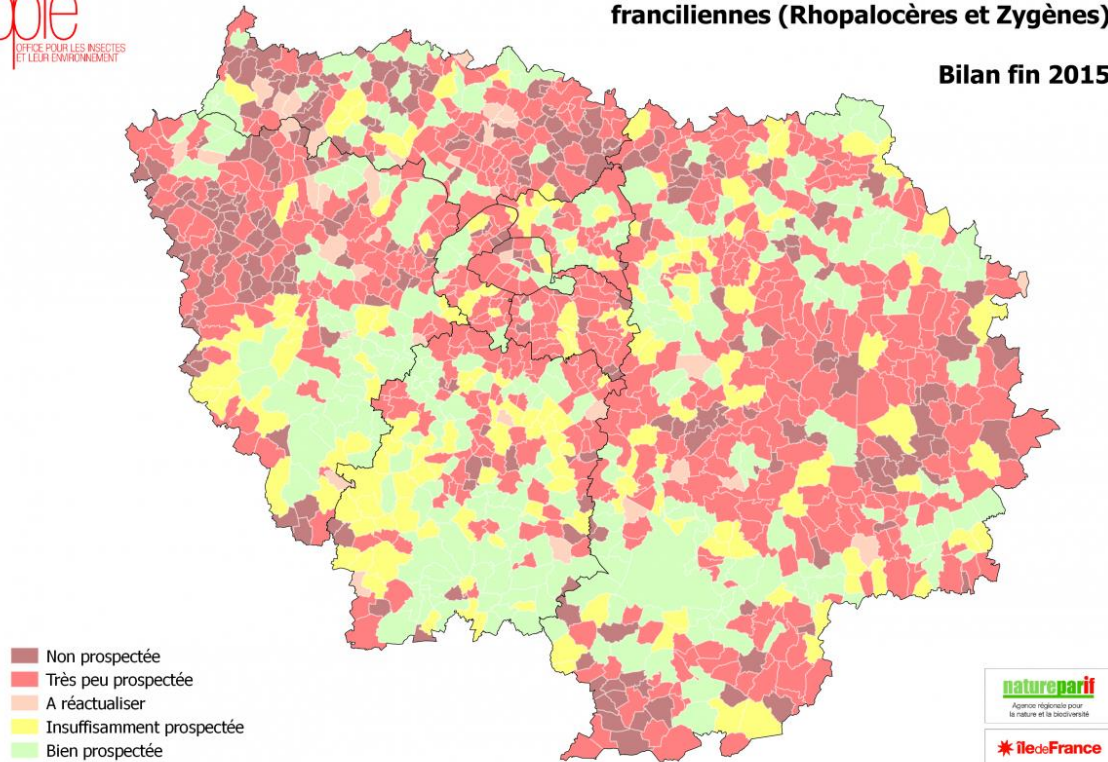 opie
OFFICE POUR LES INSECTES
ET LEUR ENVIRONNEMENT
franciliennes (Rhopalocères et Zygènes)
Bilan fin 2015
Non prospectée
Très peu prospectée
A réactualiser
Insuffisamment prospectée
Bien prospectée
natureparif
Agence régionale pour
la nature et la biodiversité
îledeFrance